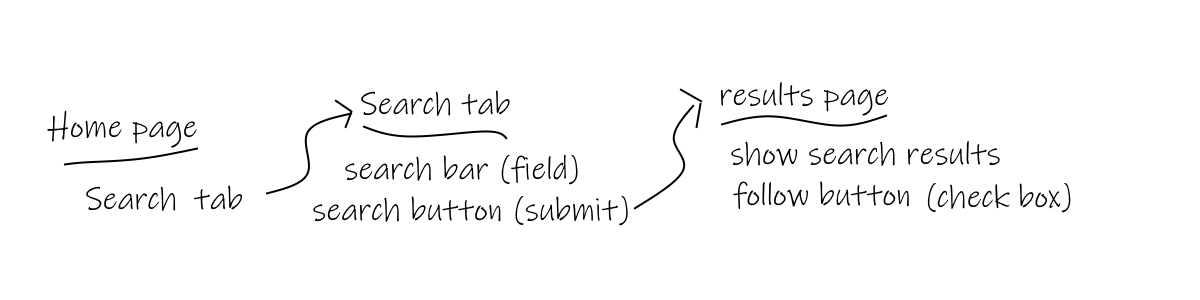 Home page
Search tab
Search tab
search bar (field)
search button (submit)
results page
show search results
follow button (check box)